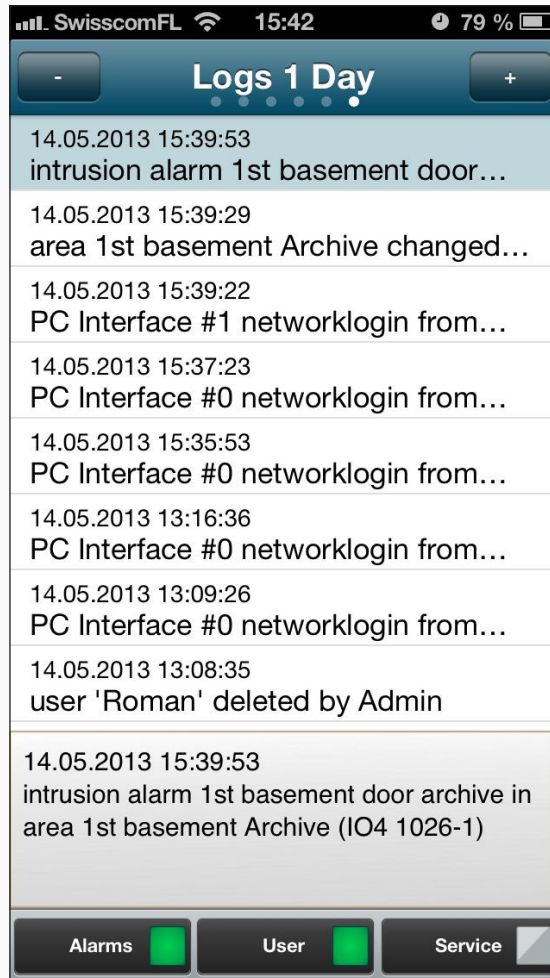 SwisscomFL 15:42 79 %
- Logs 1 Day +
14.05.2013 15:39:53
intrusion alarm 1st basement door...
14.05.2013 15:39:29
area 1st basement Archive changed...
14.05.2013 15:39:22
PC Interface #1 networklogin from...
14.05.2013 15:37:23
PC Interface #0 networklogin from...
14.05.2013 15:35:53
PC Interface #0 networklogin from...
14.05.2013 13:16:36
PC Interface #0 networklogin from...
14.05.2013 13:09:26
PC Interface #0 networklogin from...
14.05.2013 13:08:35
user 'Roman' deleted by Admin
14.05.2013 15:39:53
intrusion alarm 1st basement door archive in
area 1st basement Archive (IO4 1026-1)
Alarms User Service